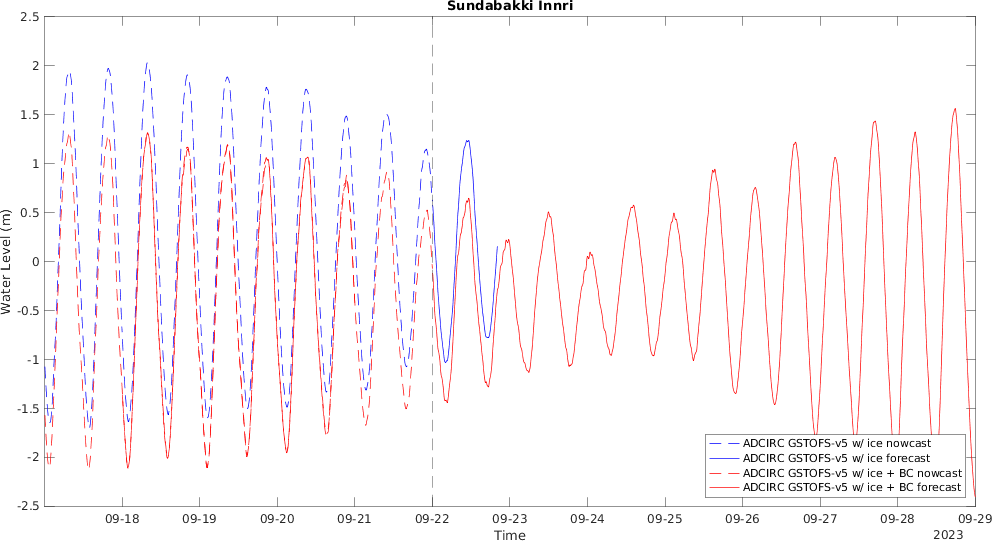 Sundabakki Innri
2.5
2
1.5
1
0.5
0
-0.5
-1
-1.5
-2
-2.5
Water Level (m)
ADCIRC GSTOFS-v5 w/ ice nowcast
ADCIRC GSTOFS-v5 w/ ice forecast
ADCIRC GSTOFS-v5 w/ ice + BC nowcast
ADCIRC GSTOFS-v5 w/ ice + BC forecast
09-18 09-19 09-20 09-21 09-22 09-23 09-24 09-25 09-26 09-27 09-28 09-29
Time
2023